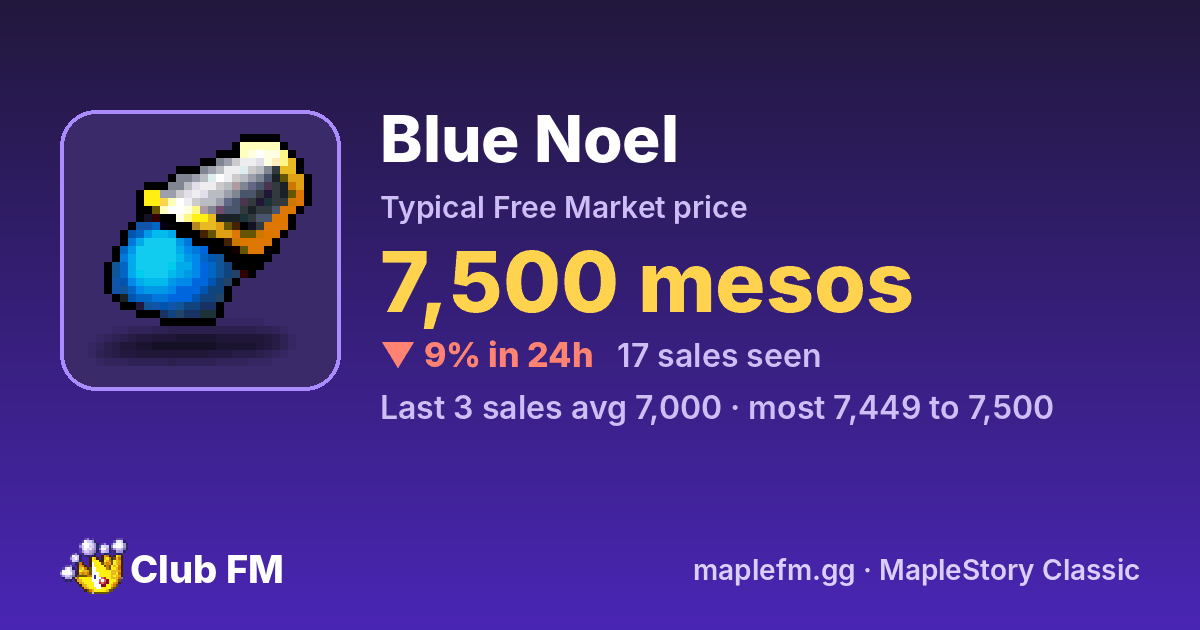 Blue Noel
Typical Free Market price
7,500 mesos
▼ 9% in 24h 17 sales seen
Last 3 sales avg 7,000 · most 7,449 to 7,500
Club FM
maplefm.gg · MapleStory Classic